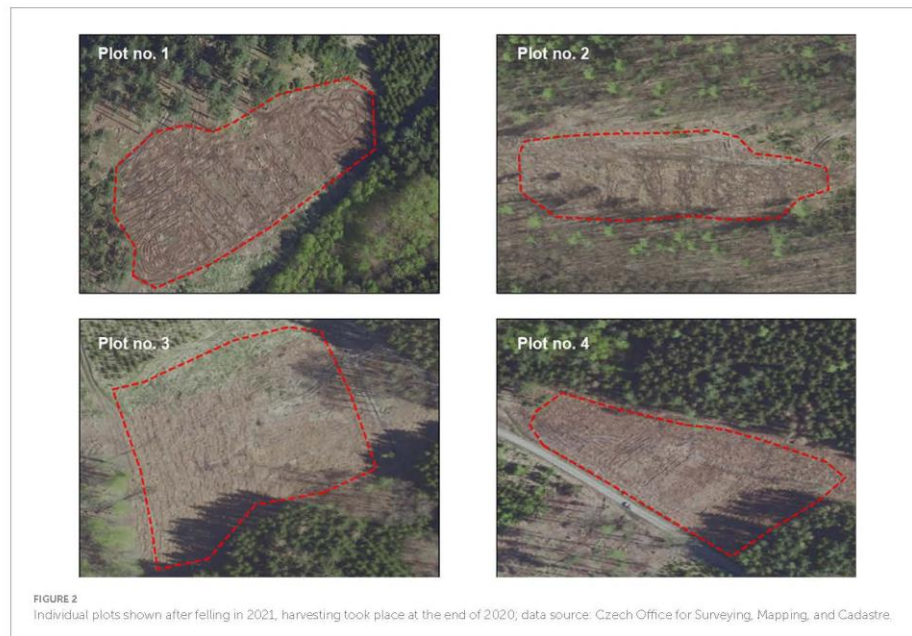 Plot no. 1
Plot no. 2
Plot no. 3
Plot no. 4
FIGURE 2
Individual plots shown after felling in 2021, harvesting took place at the end of 2020; data source: Czech Office for Surveying, Mapping, and Cadastre.